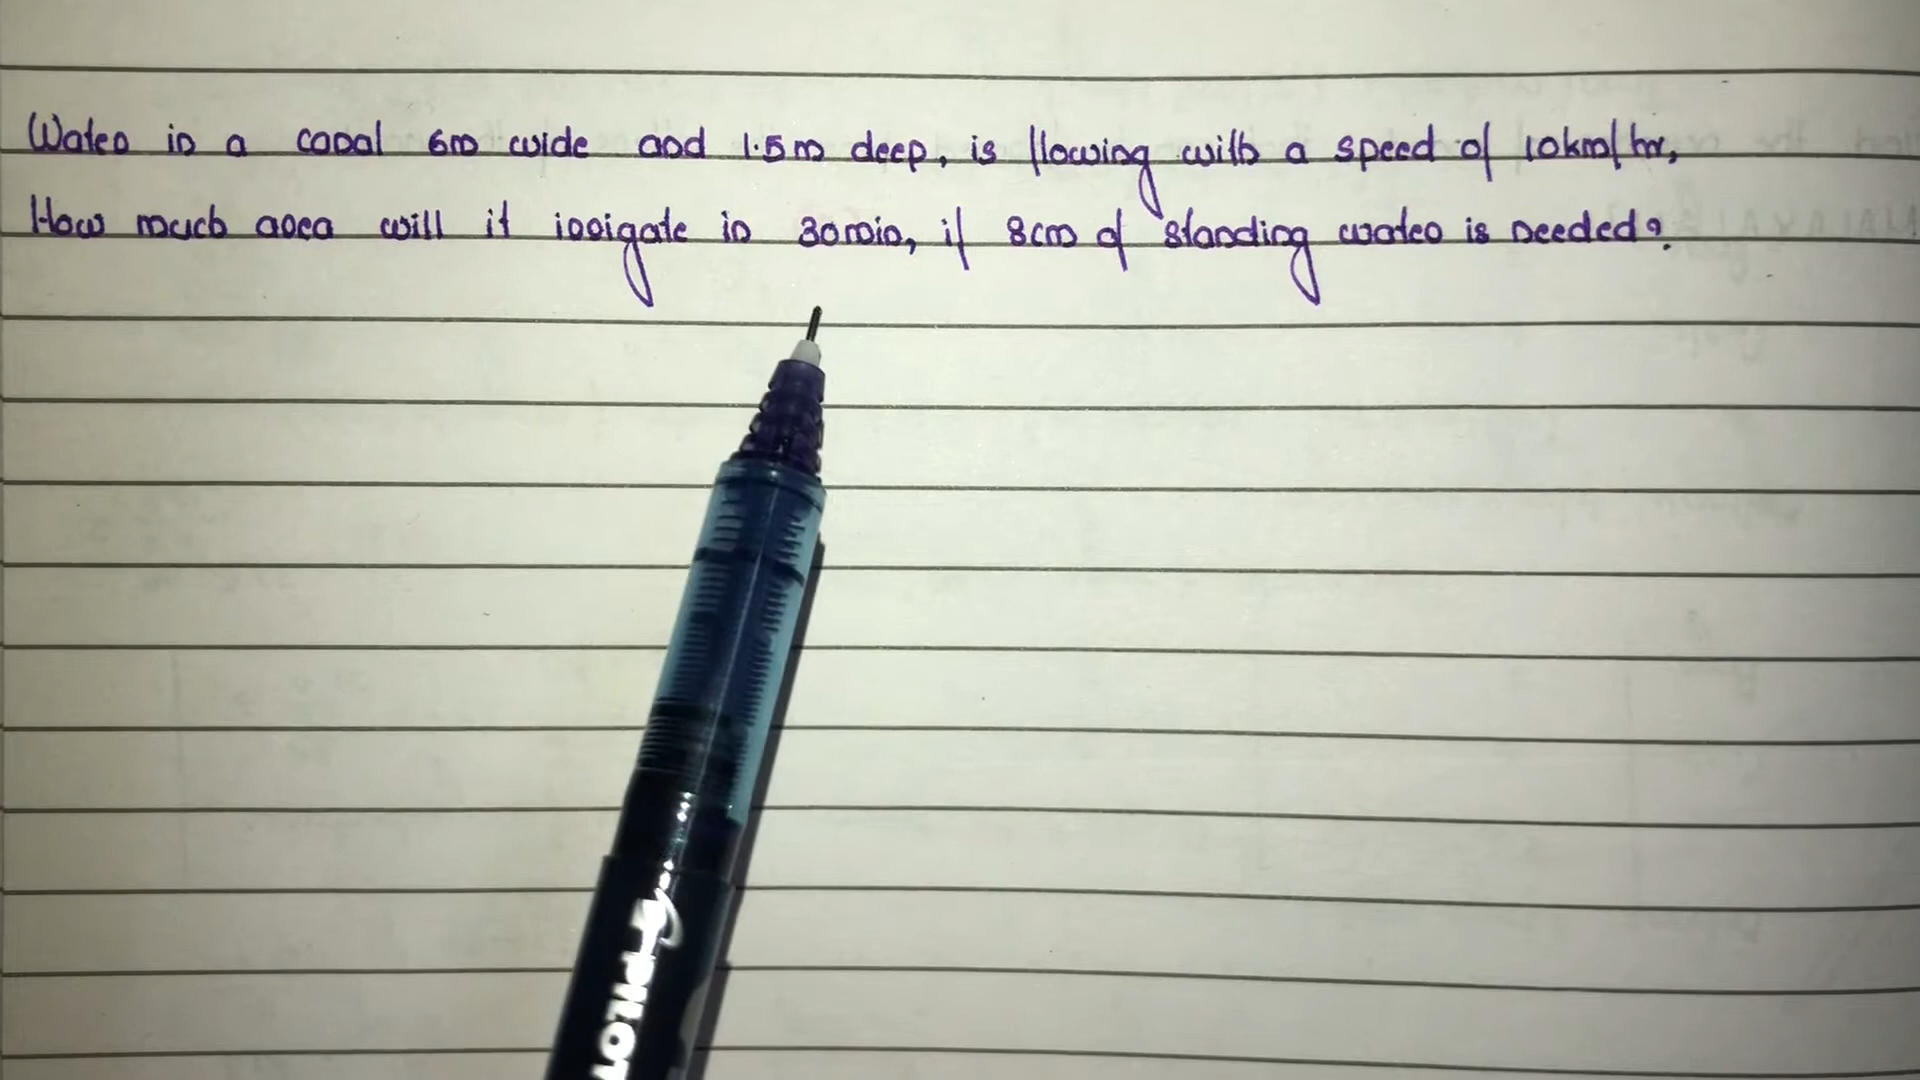 Water in a canal 6m wide and 1.5m deep, is flowing with a speed of 10km/hr,
How much area will it irrigate in 30min, if 8cm of standing water is needed?
PILOT